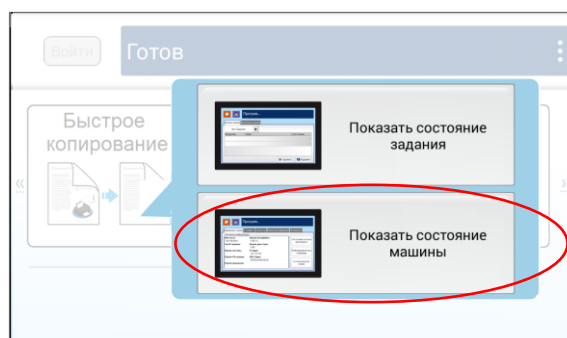 Войти
Готов
Быстрое
копирование
Показать состояние
задания
Показать состояние
машины